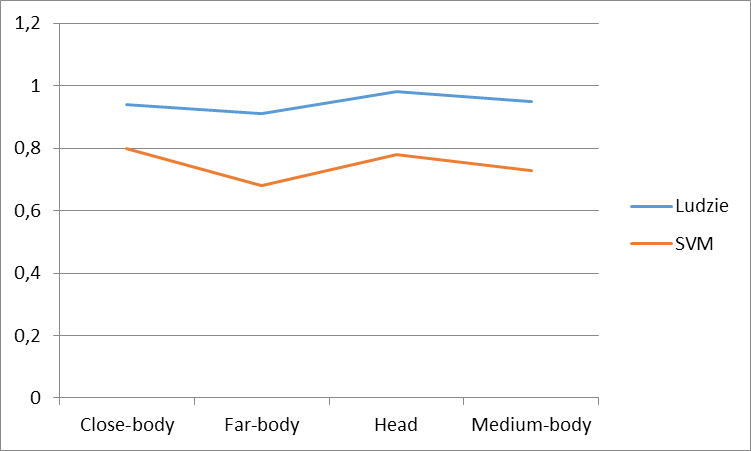 1,2
1
0,8
0,6
0,4
0,2
0
Close-body
Far-body
Head
Medium-body
Ludzie
SVM